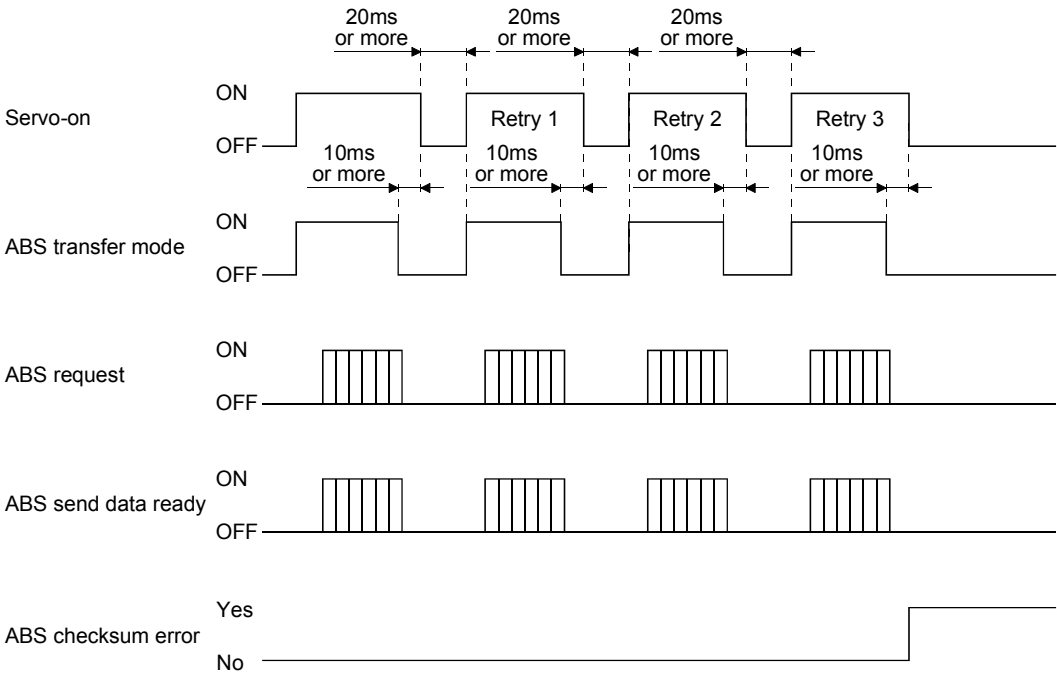 20ms
or more
20ms
or more
20ms
or more
Servo-on
ON
OFF
Retry 1
Retry 2
Retry 3
10ms
or more
10ms
or more
10ms
or more
10ms
or more
ABS transfer mode
ON
OFF
ABS request
ON
OFF
ABS send data ready
ON
OFF
ABS checksum error
Yes
No